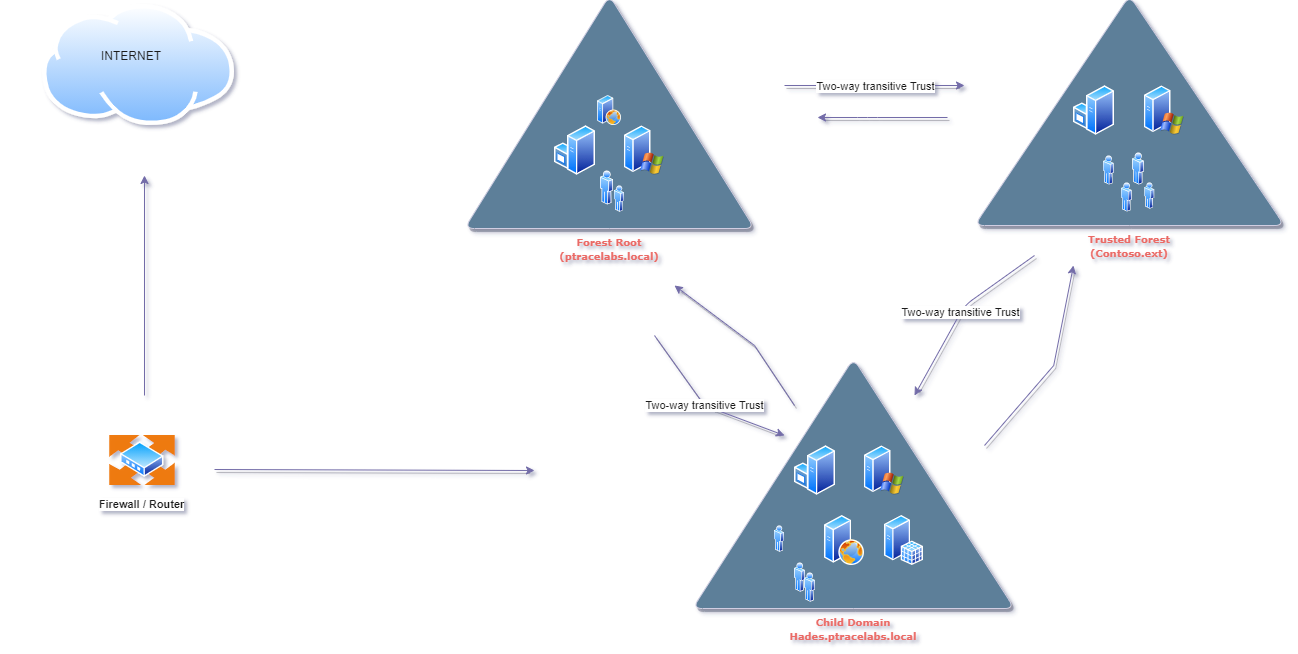 INTERNET
Two-way transitive Trust
Forest Root
(ptracelabs.local)
Trusted Forest
(Contoso.ext)
Two-way transitive Trust
Two-way transitive Trust
Firewall / Router
Child Domain
Hades.ptracelabs.local